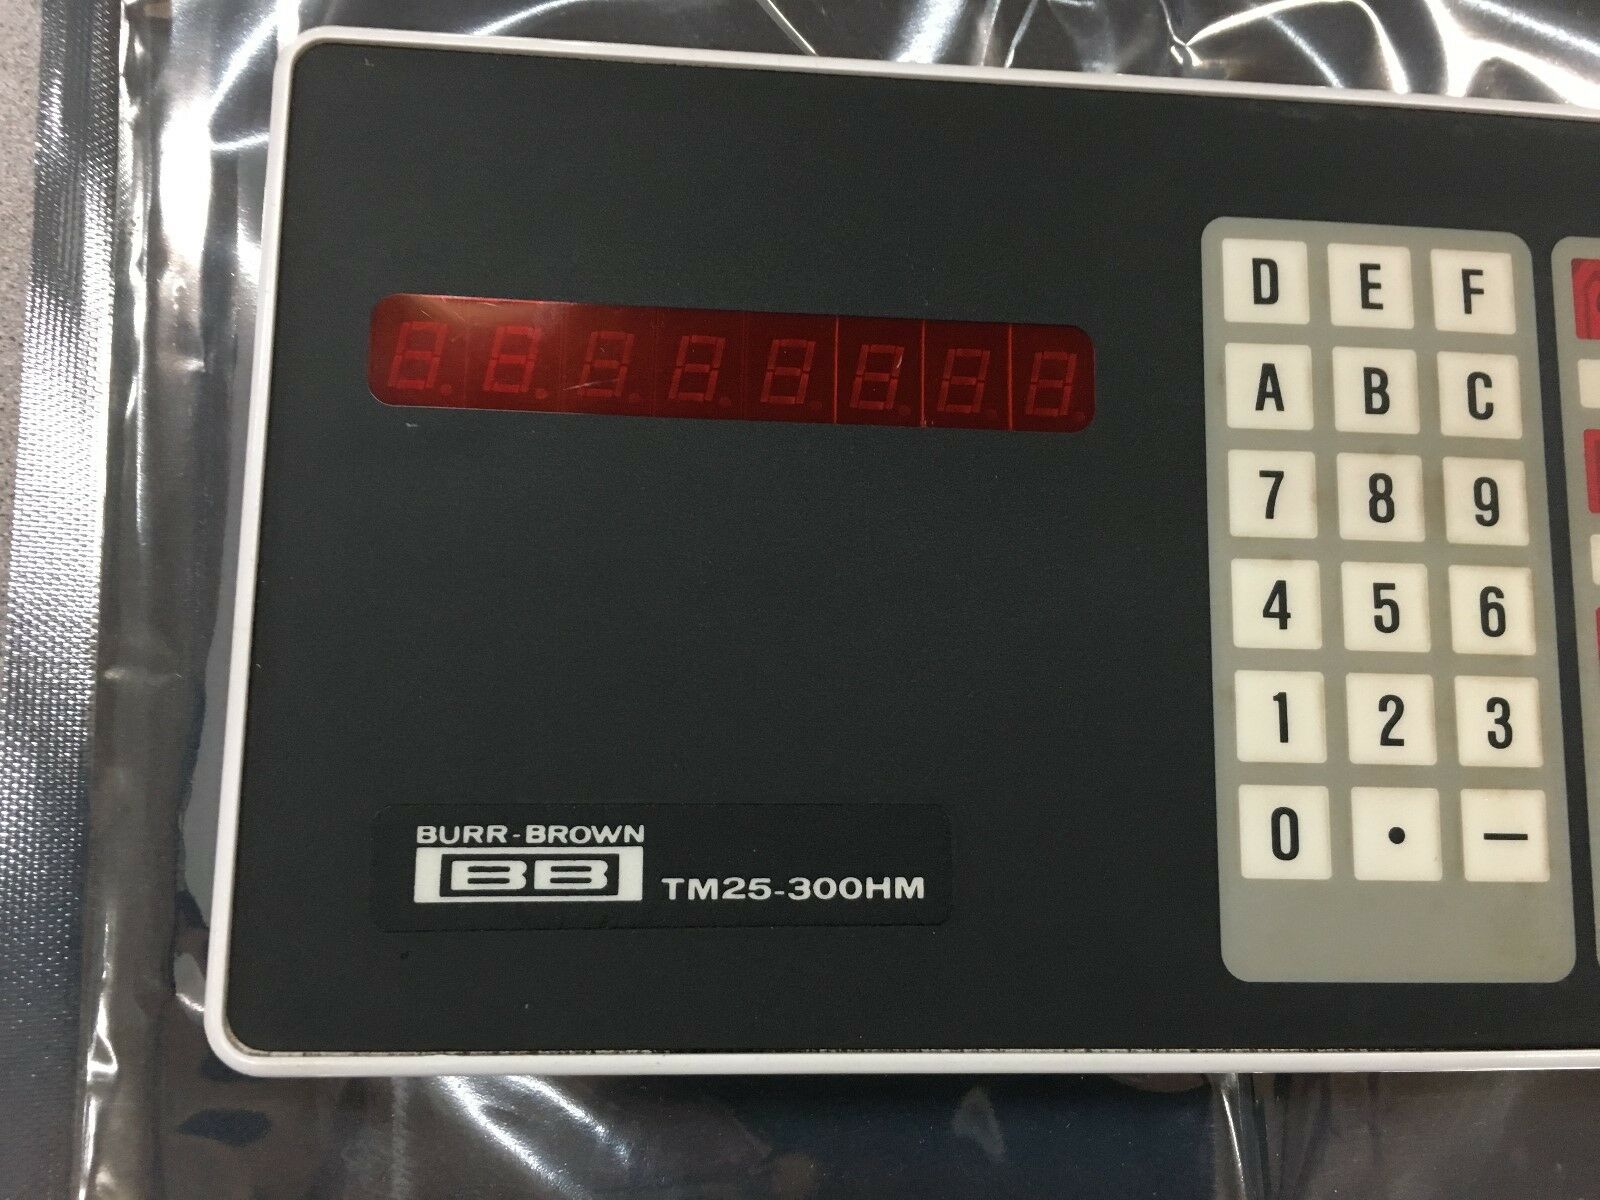 D E F
A B C
7 8 9
4 5 6
1 2 3
0 • —
BURR-BROWN
BB
TM25-300HM